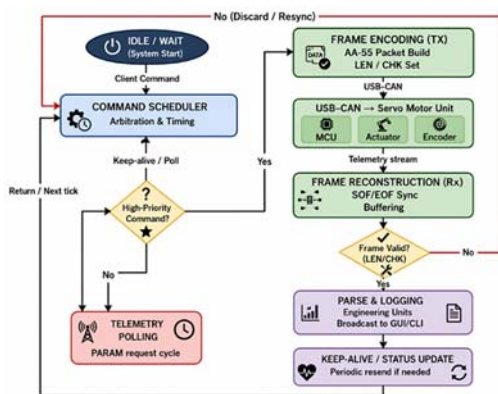 No (Discard / Resync)
IDLE / WAIT
(System Start)
Client Command
COMMAND SCHEDULER
Arbitration & Timing
Keep-alive / Poll
Return / Next tick
High-Priority
Command?
Yes
No
TELEMETRY
POLLING
PARAM request cycle
FRAME ENCODING (TX)
DATA
AA-55 Packet Build
LEN / CHK Set
USB-CAN
USB-CAN → Servo Motor Unit
MCU
Actuator
Encoder
Telemetry stream
FRAME RECONSTRUCTION (Rx)
SOF/EOF Sync
Buffering
Frame Valid?
(LEN/CHK)
No
Yes
PARSE & LOGGING
Engineering Units
Broadcast to GUI/CLI
KEEP-ALIVE / STATUS UPDATE
Periodic resend if needed